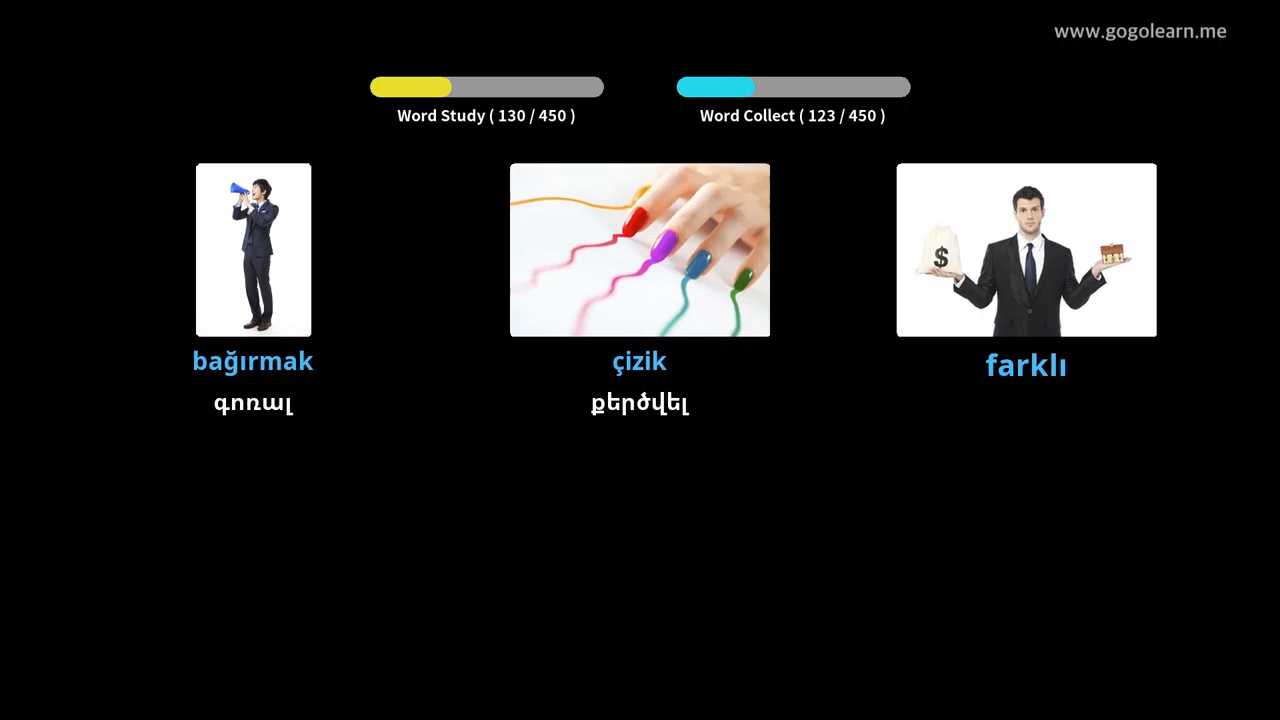 www.gogolearn.me
Word Study ( 130 / 450 )
Word Collect ( 123 / 450 )
$
bağırmak
çizik
farklı
գոռալ
քերծվել